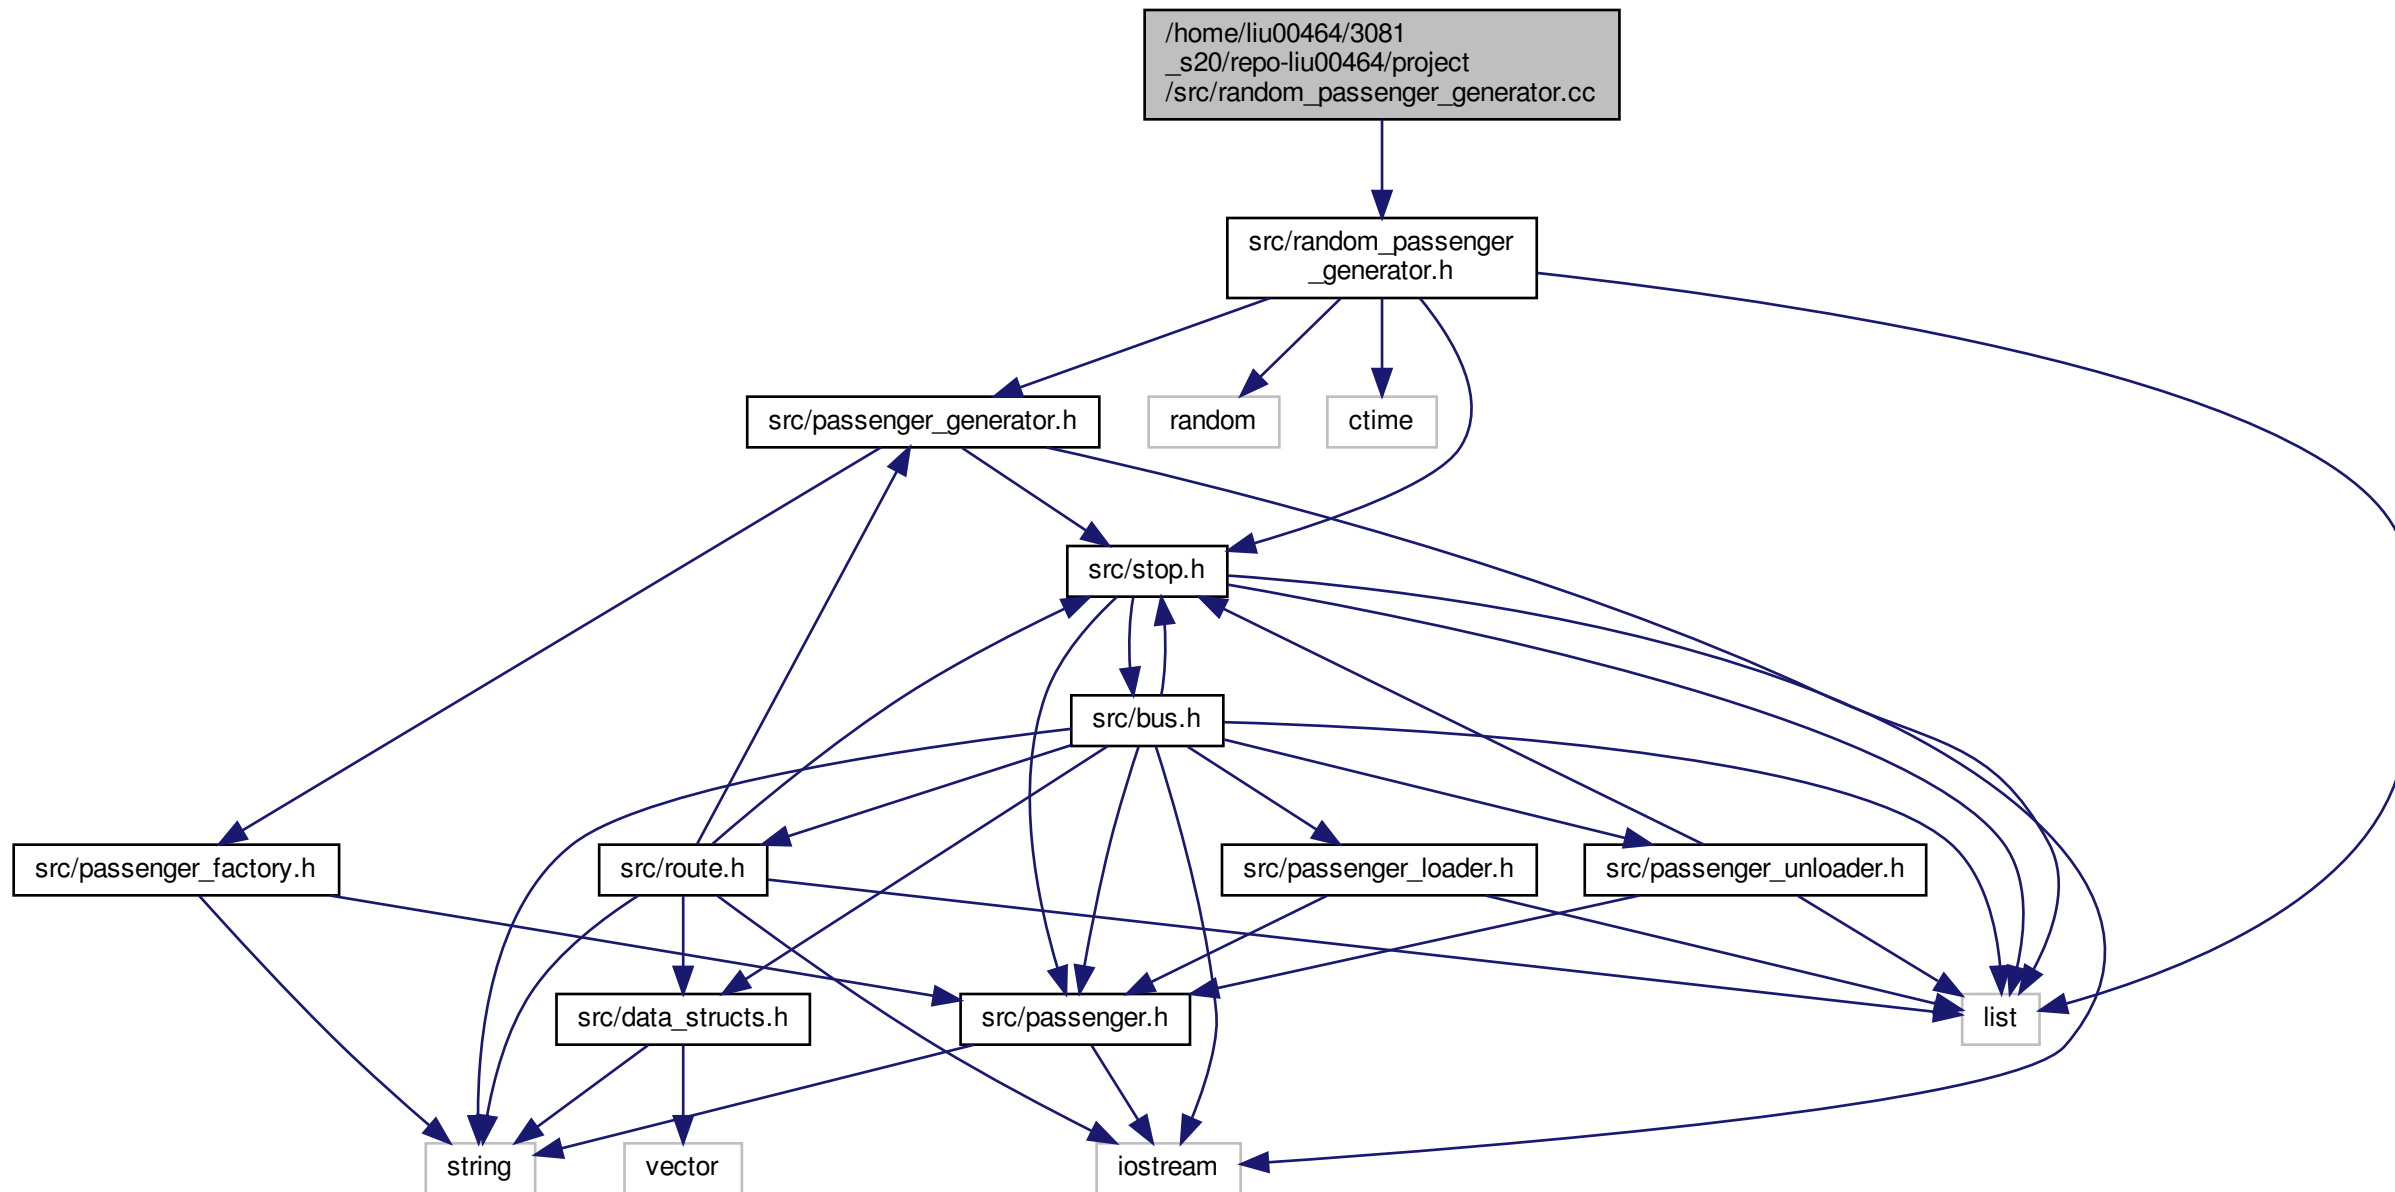 /home/liu00464/3081
_s20/repo-liu00464/project
/src/random_passenger_generator.cc
src/random_passenger
_generator.h
src/passenger_generator.h
random
ctime
src/stop.h
src/bus.h
src/passenger_factory.h
src/route.h
src/passenger_loader.h
src/passenger_unloader.h
src/data_structs.h
src/passenger.h
list
string
vector
iostream